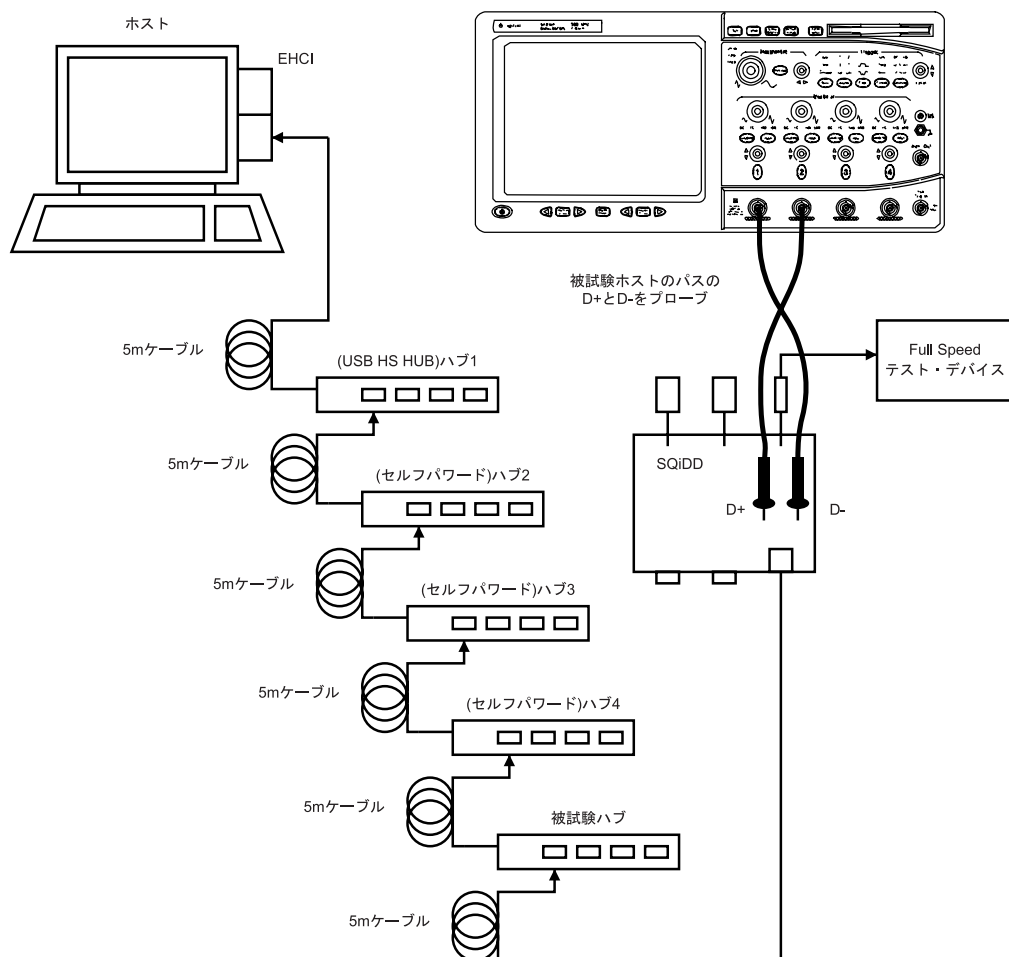 ホスト
EHCI
被試験ホストのパスの
D+とD-をプローブ
5mケーブル
(USB HS HUB)ハブ1
Full Speed
テスト・デバイス
5mケーブル
(セルフパワード)ハブ2
SQiDD
D+
D-
5mケーブル
(セルフパワード)ハブ3
5mケーブル
(セルフパワード)ハブ4
5mケーブル
被試験ハブ
5mケーブル
1
2
3
4